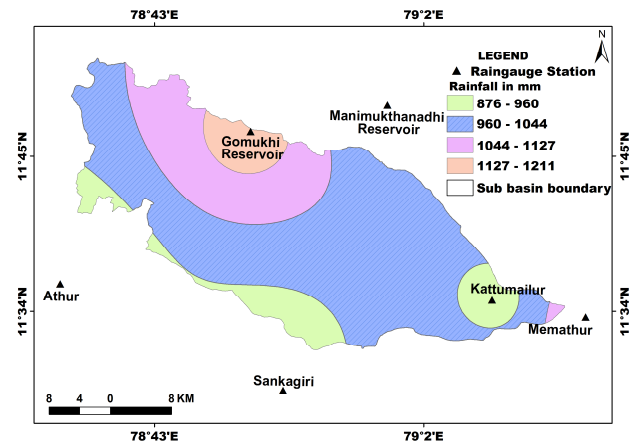 78°43'E
79°2'E
N
LEGEND
Raingauge Station
Rainfall in mm
876 - 960
960 - 1044
1044 - 1127
1127 - 1211
Sub basin boundary
Manimukthanadhi
Reservoir
Gomukhi
Reservoir
11°45'N
11°45'N
Kattumailur
Athur
11°34'N
11°34'N
Memathur
Sankagiri
8 4 0 8 KM
78°43'E
79°2'E